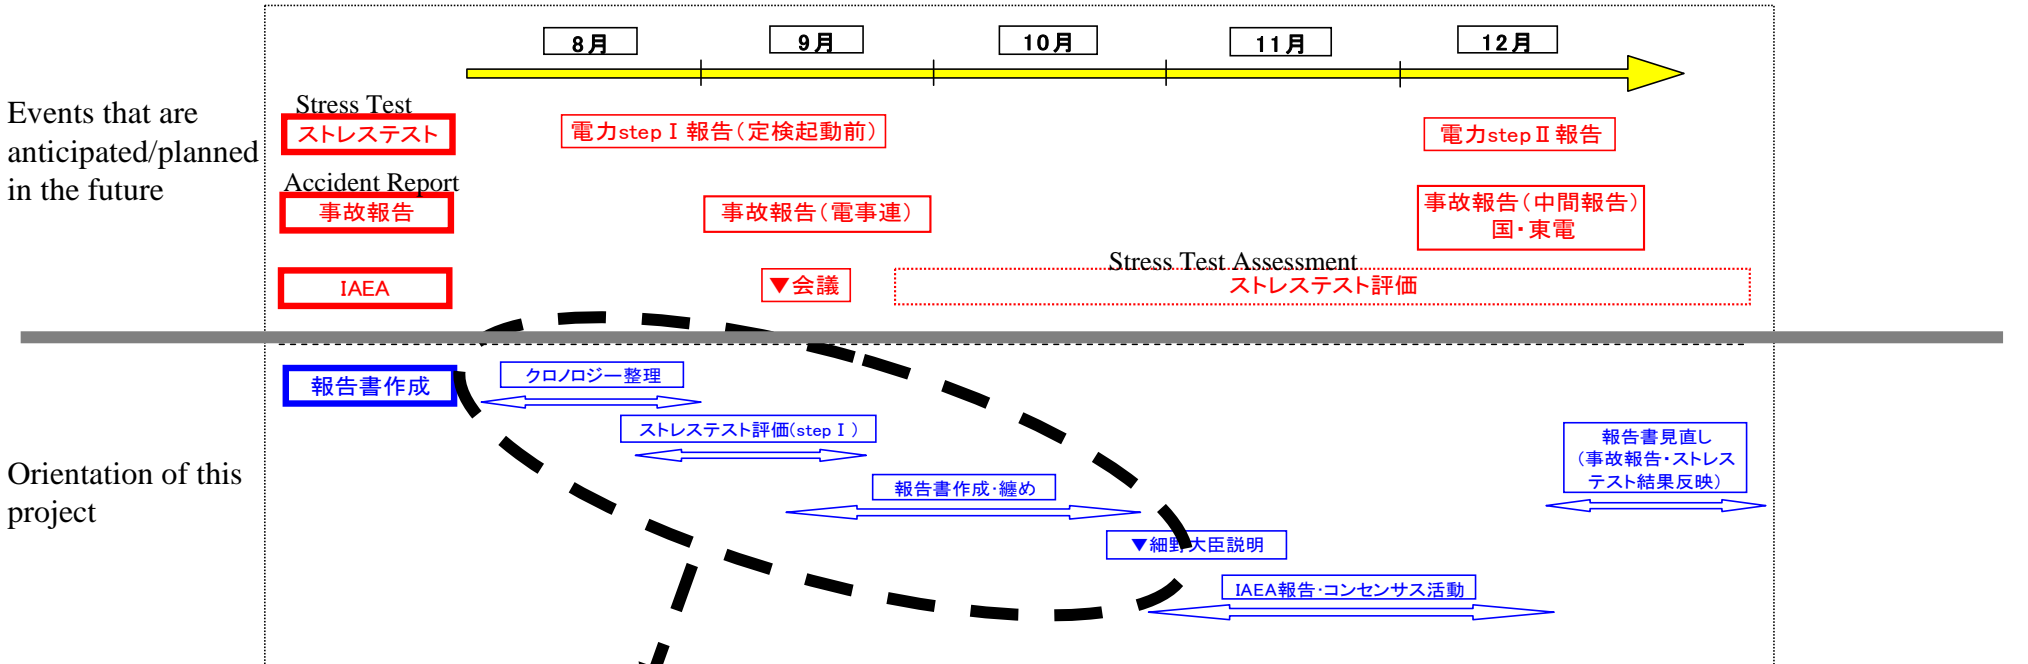 8月 9月 10月 11月 12月
Events that are
anticipated/planned
in the future
Stress Test
ストレステスト
電力stepⅠ報告(定検起動前)
電力stepⅡ報告
Accident Report
事故報告
事故報告(電事連)
事故報告(中間報告)
国・東電
IAEA
▼会議
Stress Test Assessment
ストレステスト評価
Orientation of this
project
報告書作成
クロノロジー整理
ストレステスト評価(stepⅠ)
報告書作成・纏め
▼細野大臣説明
IAEA報告・コンセンサス活動
報告書見直し
(事故報告・ストレス
テスト結果反映)